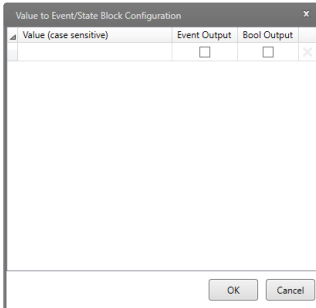 Value to Event/State Block Configuration x
Value (case sensitive) Event Output Bool Output
OK Cancel